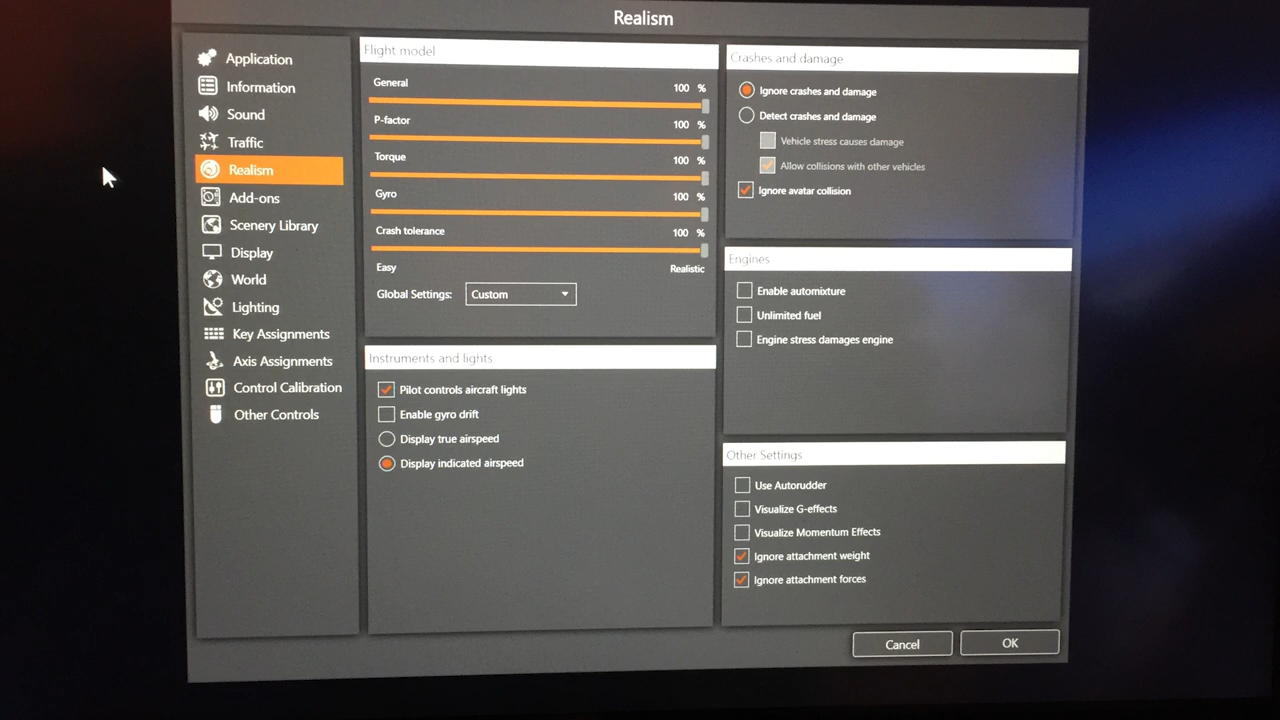 Realism
Application
Information
Sound
Traffic
Realism
Add-ons
Scenery Library
Display
World
Lighting
Key Assignments
Axis Assignments
Control Calibration
Other Controls
Flight model
General 100 %
P-factor 100 %
Torque 100 %
Gyro 100 %
Crash tolerance 100 %
Easy Realistic
Global Settings: Custom
Instruments and lights
Pilot controls aircraft lights
Enable gyro drift
Display true airspeed
Display indicated airspeed
Crashes and damage
Ignore crashes and damage
Detect crashes and damage
Vehicle stress causes damage
Allow collisions with other vehicles
Ignore avatar collision
Engines
Enable automixture
Unlimited fuel
Engine stress damages engine
Other Settings
Use Autorudder
Visualize G-effects
Visualize Momentum Effects
Ignore attachment weight
Ignore attachment forces
Cancel OK